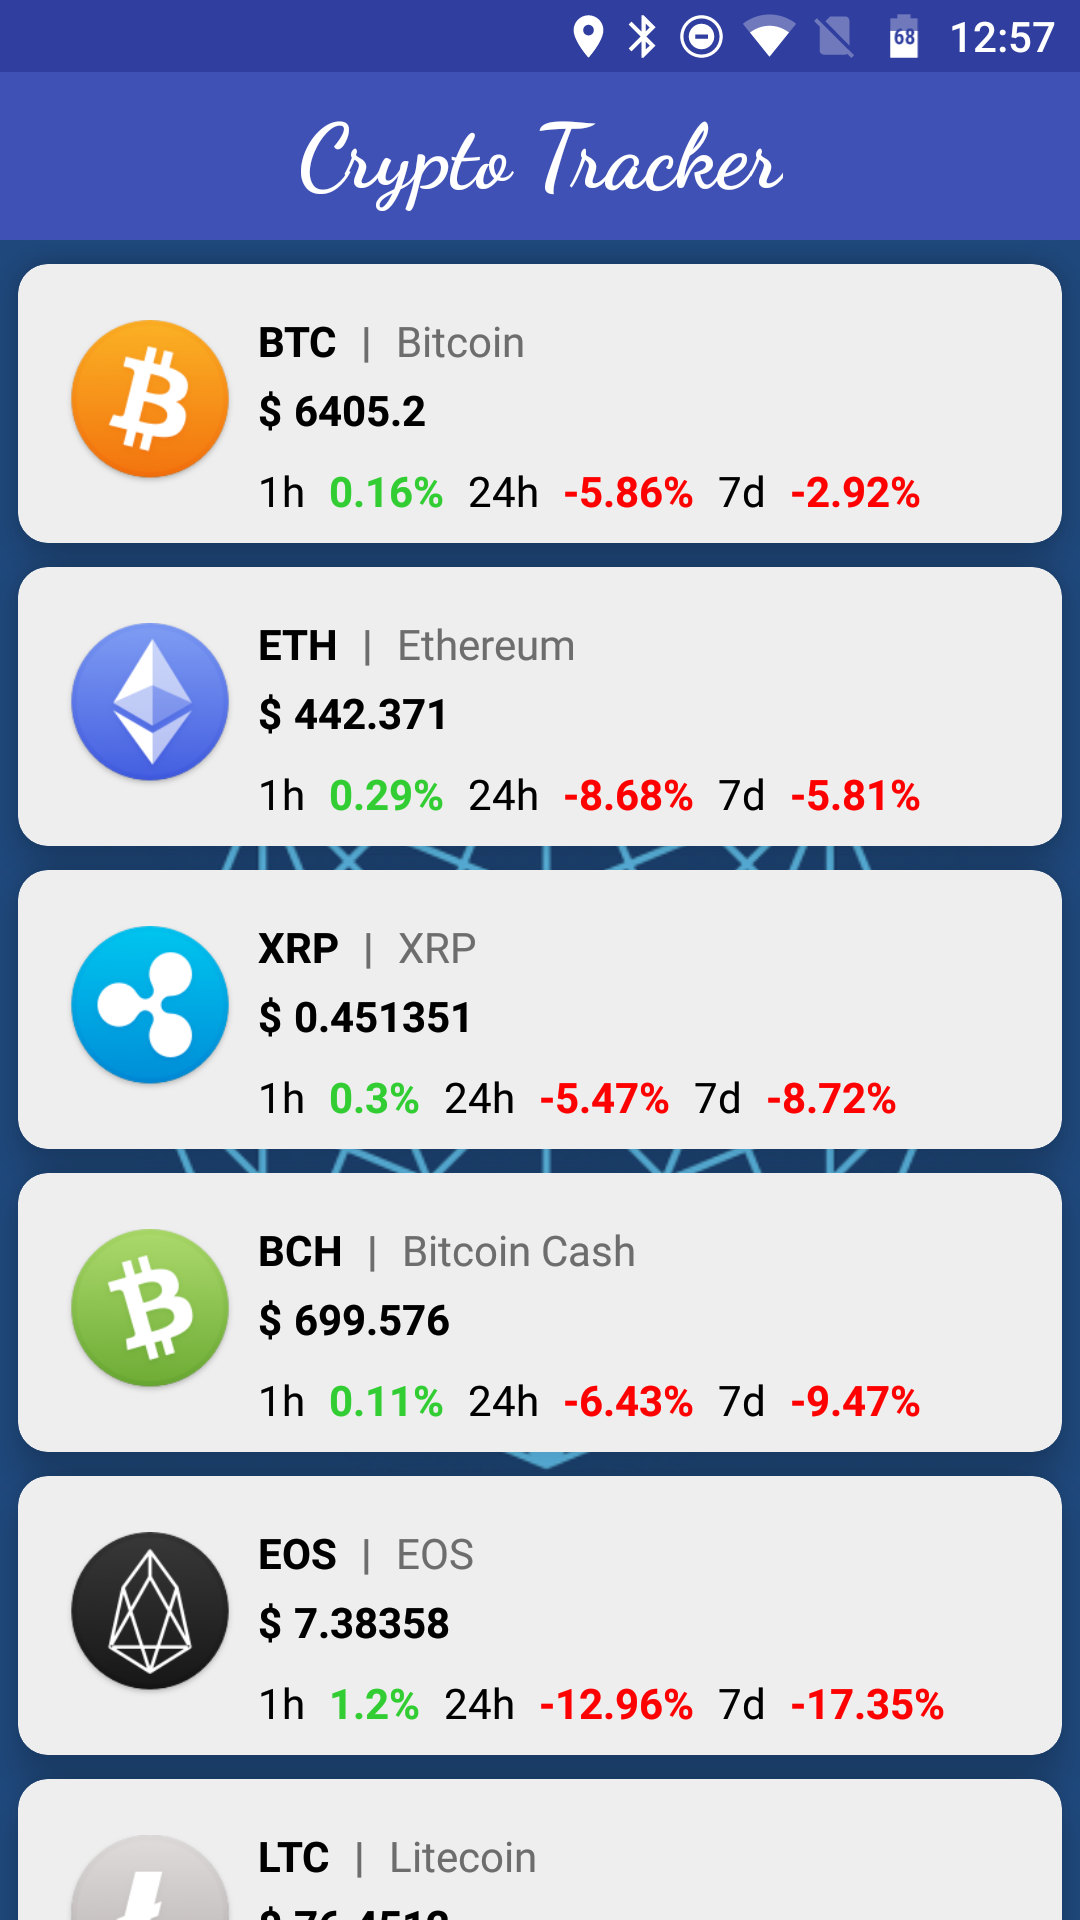 68 12:57
Crypto Tracker
BTC | Bitcoin
$ 6405.2
1h 0.16% 24h -5.86% 7d -2.92%
ETH | Ethereum
$ 442.371
1h 0.29% 24h -8.68% 7d -5.81%
XRP | XRP
$ 0.451351
1h 0.3% 24h -5.47% 7d -8.72%
BCH | Bitcoin Cash
$ 699.576
1h 0.11% 24h -6.43% 7d -9.47%
EOS | EOS
$ 7.38358
1h 1.2% 24h -12.96% 7d -17.35%
LTC | Litecoin